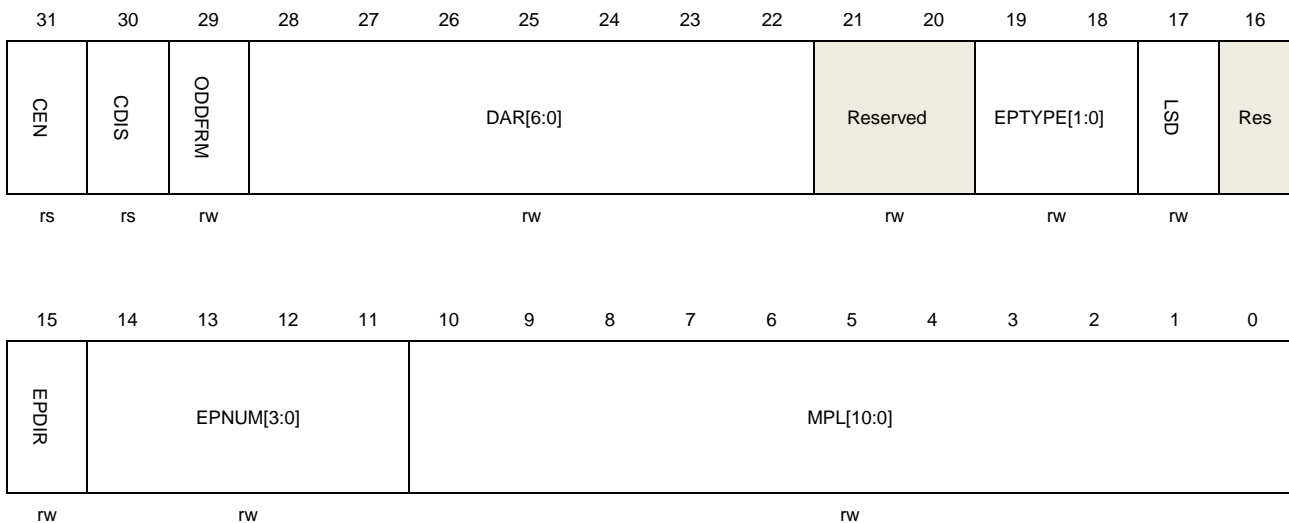 31 30 29 28 27 26 25 24 23 22 21 20 19 18 17 16
CEN CDIS ODDFRM DAR[6:0] Reserved EPTYPE[1:0] LSD Res
rs rs rw rw rw rw rw
15 14 13 12 11 10 9 8 7 6 5 4 3 2 1 0
EPDIR EPNUM[3:0] MPL[10:0]
rw rw rw